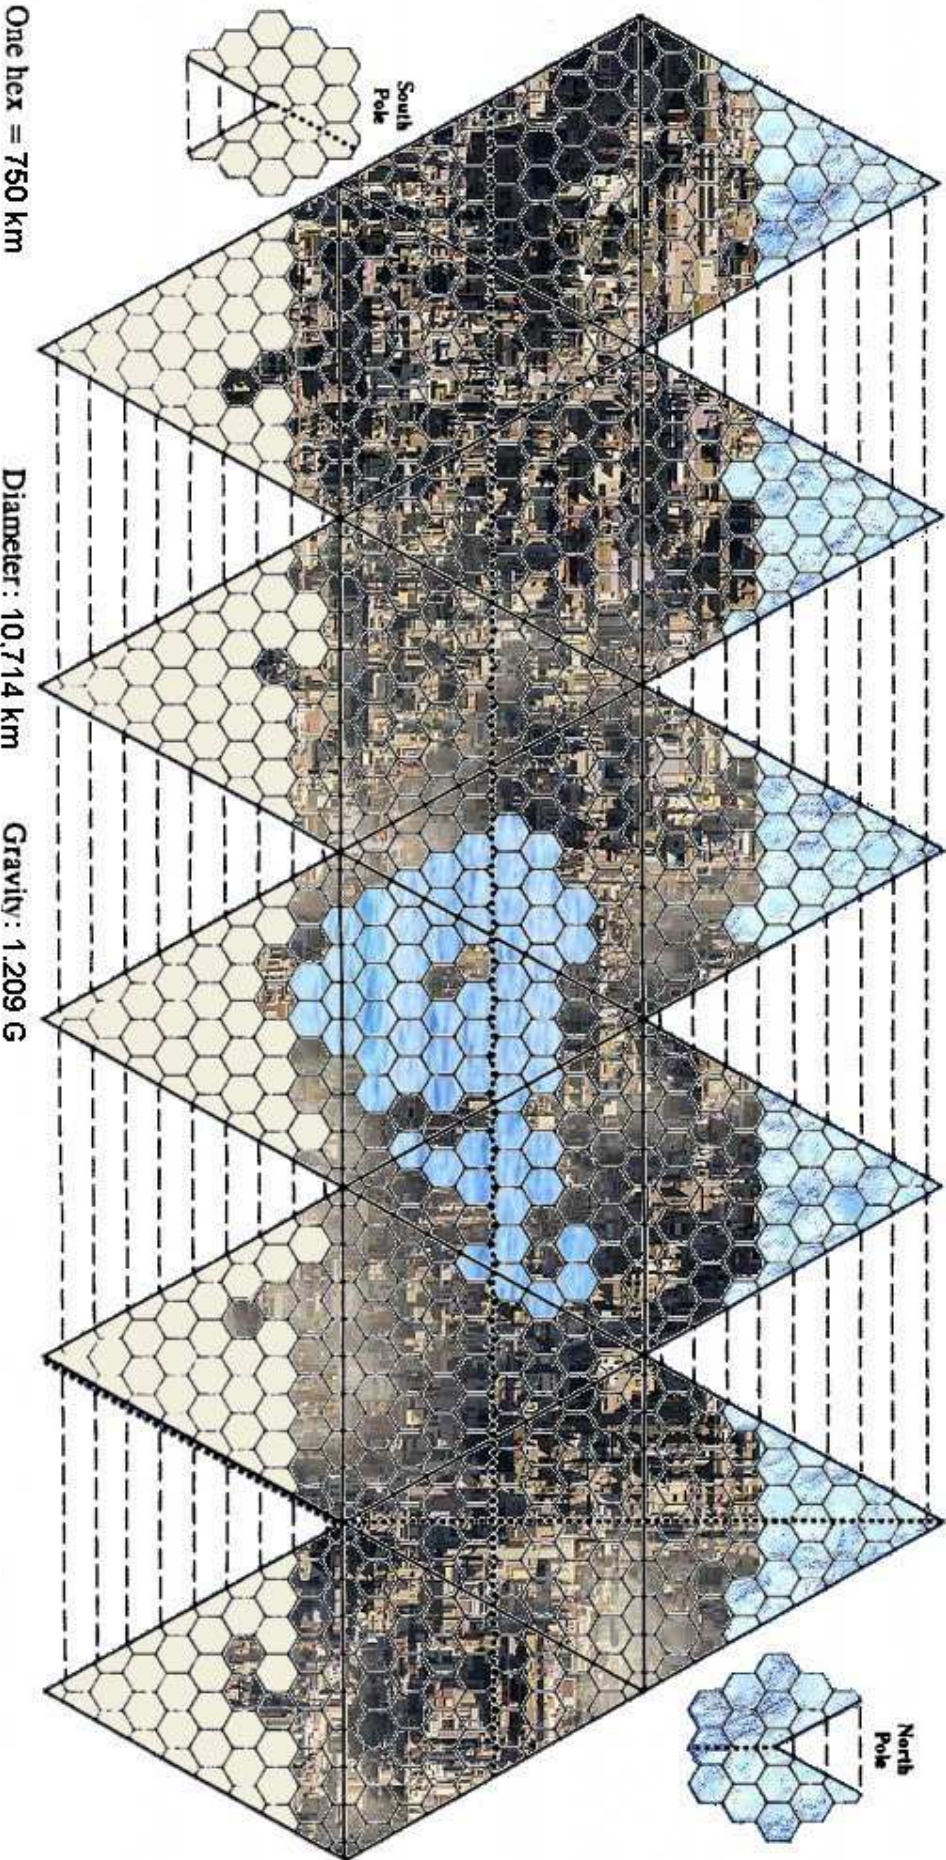 North
Pole
South
Pole
One hex = 750 km
Diameter: 10,714 km
Gravity: 1.209 G